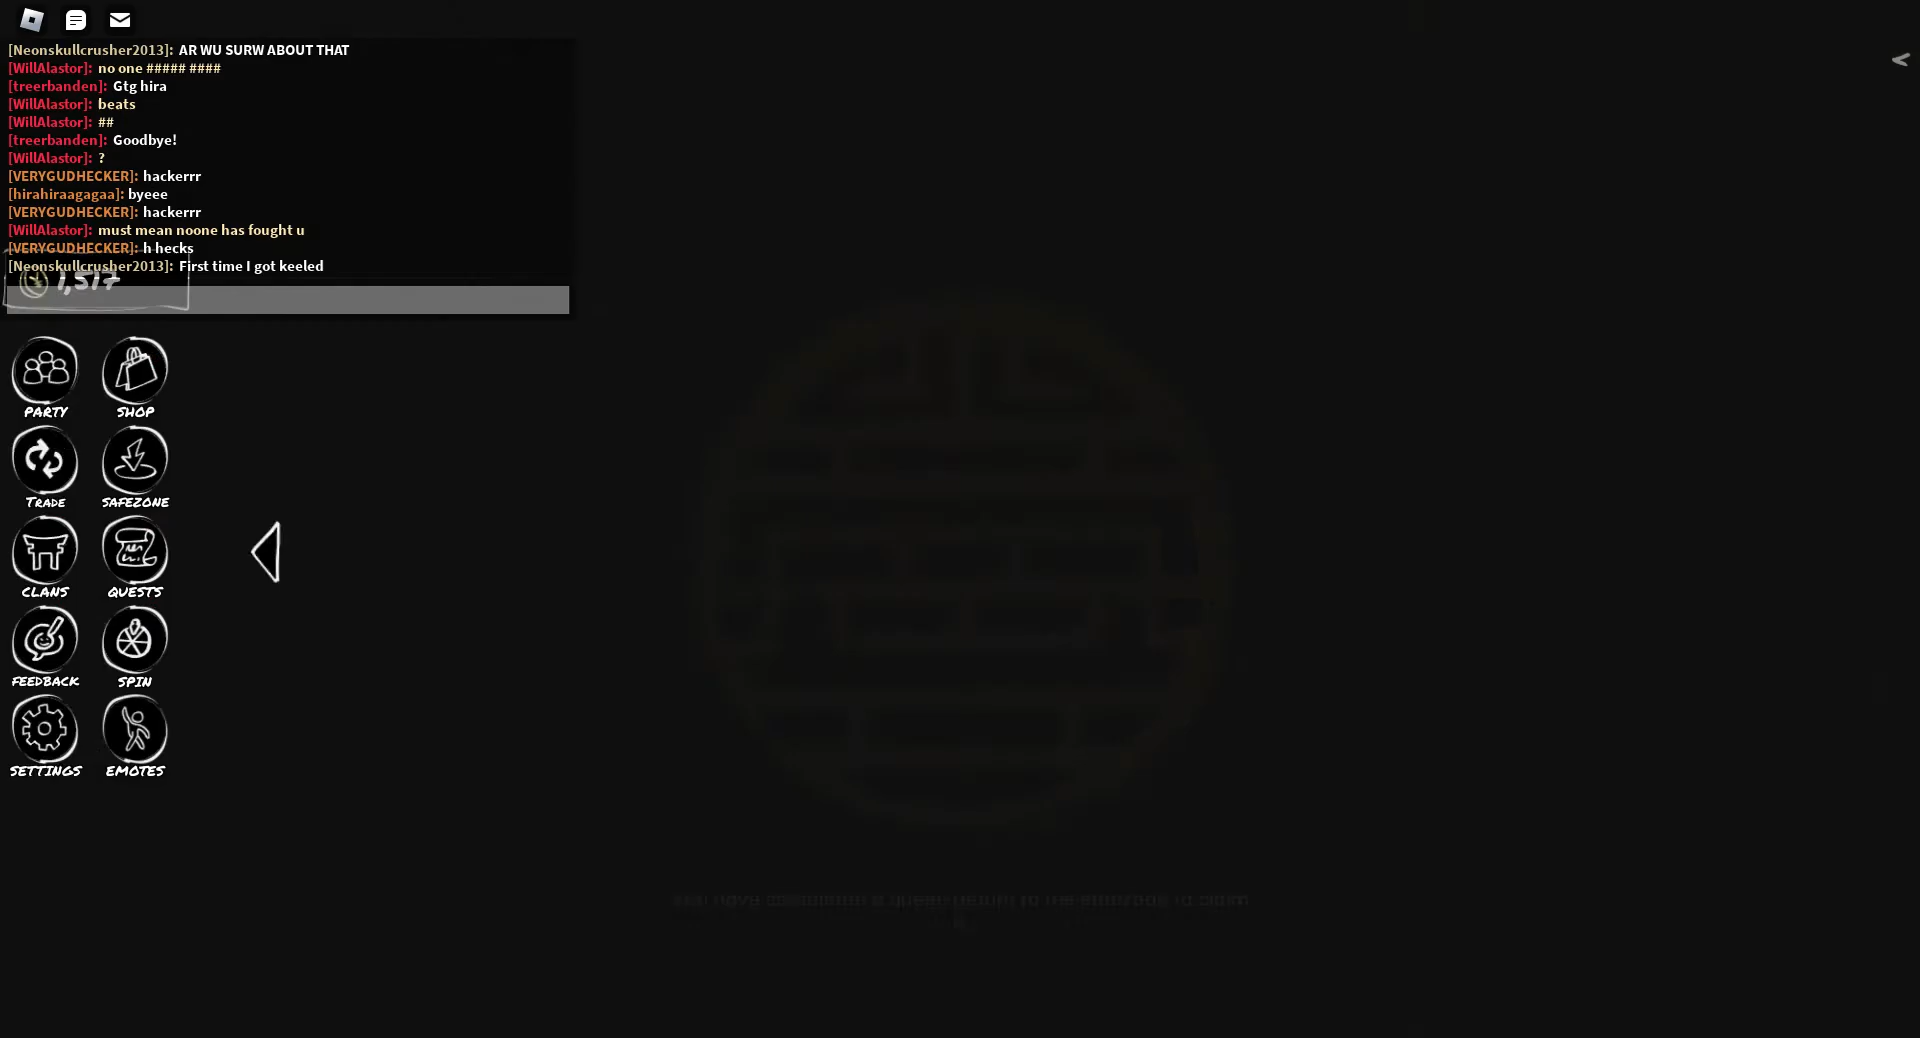 [Neonskullcrusher2013]: AR WU SURW ABOUT THAT
[WillAlastor]: no one ##### ####
[treerbanden]: Gtg hira
[WillAlastor]: beats
[WillAlastor]: ##
[treerbanden]: Goodbye!
[WillAlastor]: ?
[VERYGUDHECKER]: hackerrr
[hirahiraagagaa]: byeee
[VERYGUDHECKER]: hackerrr
[WillAlastor]: must mean noone has fought u
[VERYGUDHECKER]: h hecks
[Neonskullcrusher2013]: First time I got keeled
1,517
PARTY SHOP
TRADE SAFEZONE
CLANS QUESTS
FEEDBACK SPIN
SETTINGS EMOTES